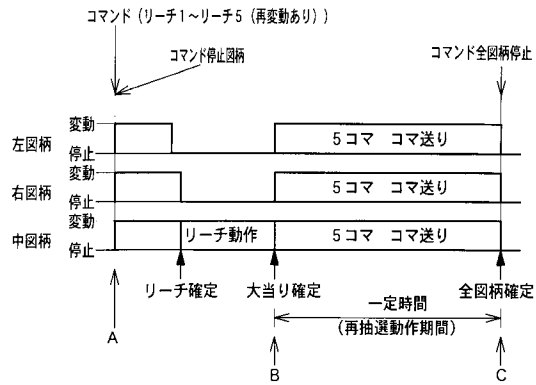 コマンド（リーチ１～リーチ５（再変動あり））
コマンド停止図柄
コマンド全図柄停止
左図柄
変動
停止
５コマ　コマ送り
右図柄
変動
停止
５コマ　コマ送り
中図柄
変動
停止
リーチ動作
５コマ　コマ送り
リーチ確定
大当り確定
一定時間
(再抽選動作期間)
全図柄確定
A
B
C